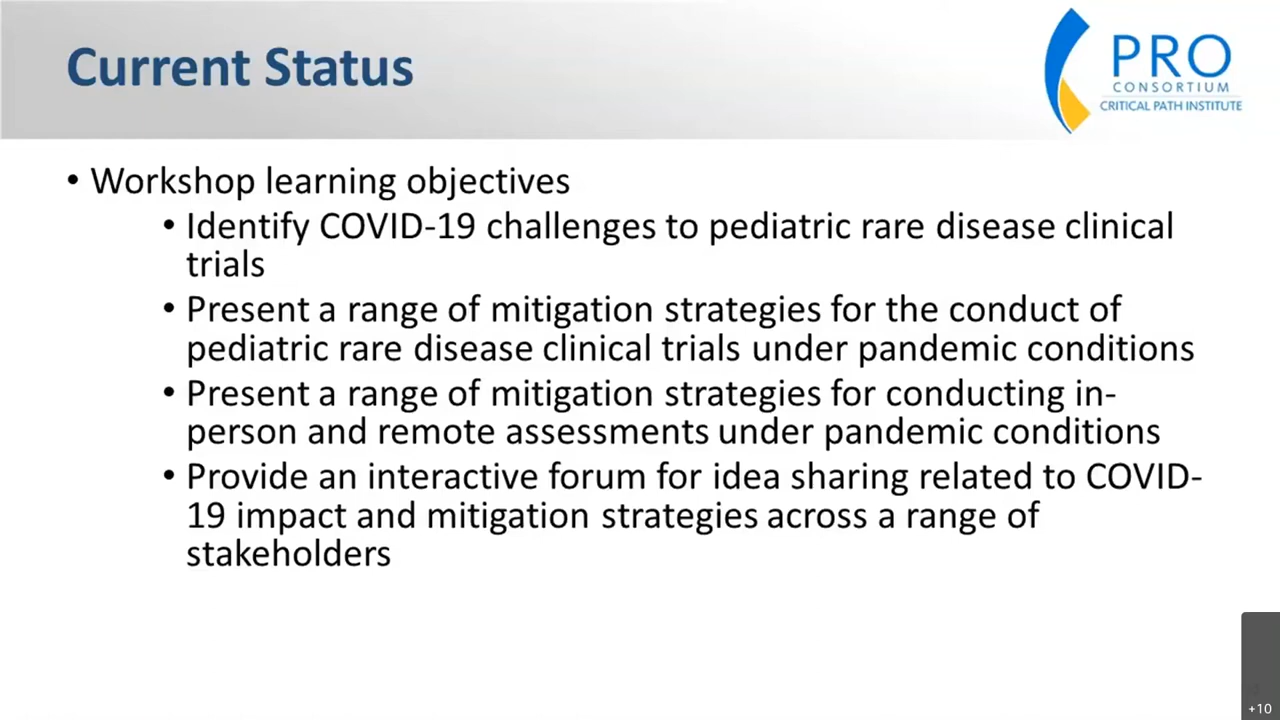 Current Status
PRO
CONSORTIUM
CRITICAL PATH INSTITUTE
• Workshop learning objectives
• Identify COVID-19 challenges to pediatric rare disease clinical
trials
• Present a range of mitigation strategies for the conduct of
pediatric rare disease clinical trials under pandemic conditions
• Present a range of mitigation strategies for conducting in-
person and remote assessments under pandemic conditions
• Provide an interactive forum for idea sharing related to COVID-
19 impact and mitigation strategies across a range of
stakeholders
+10